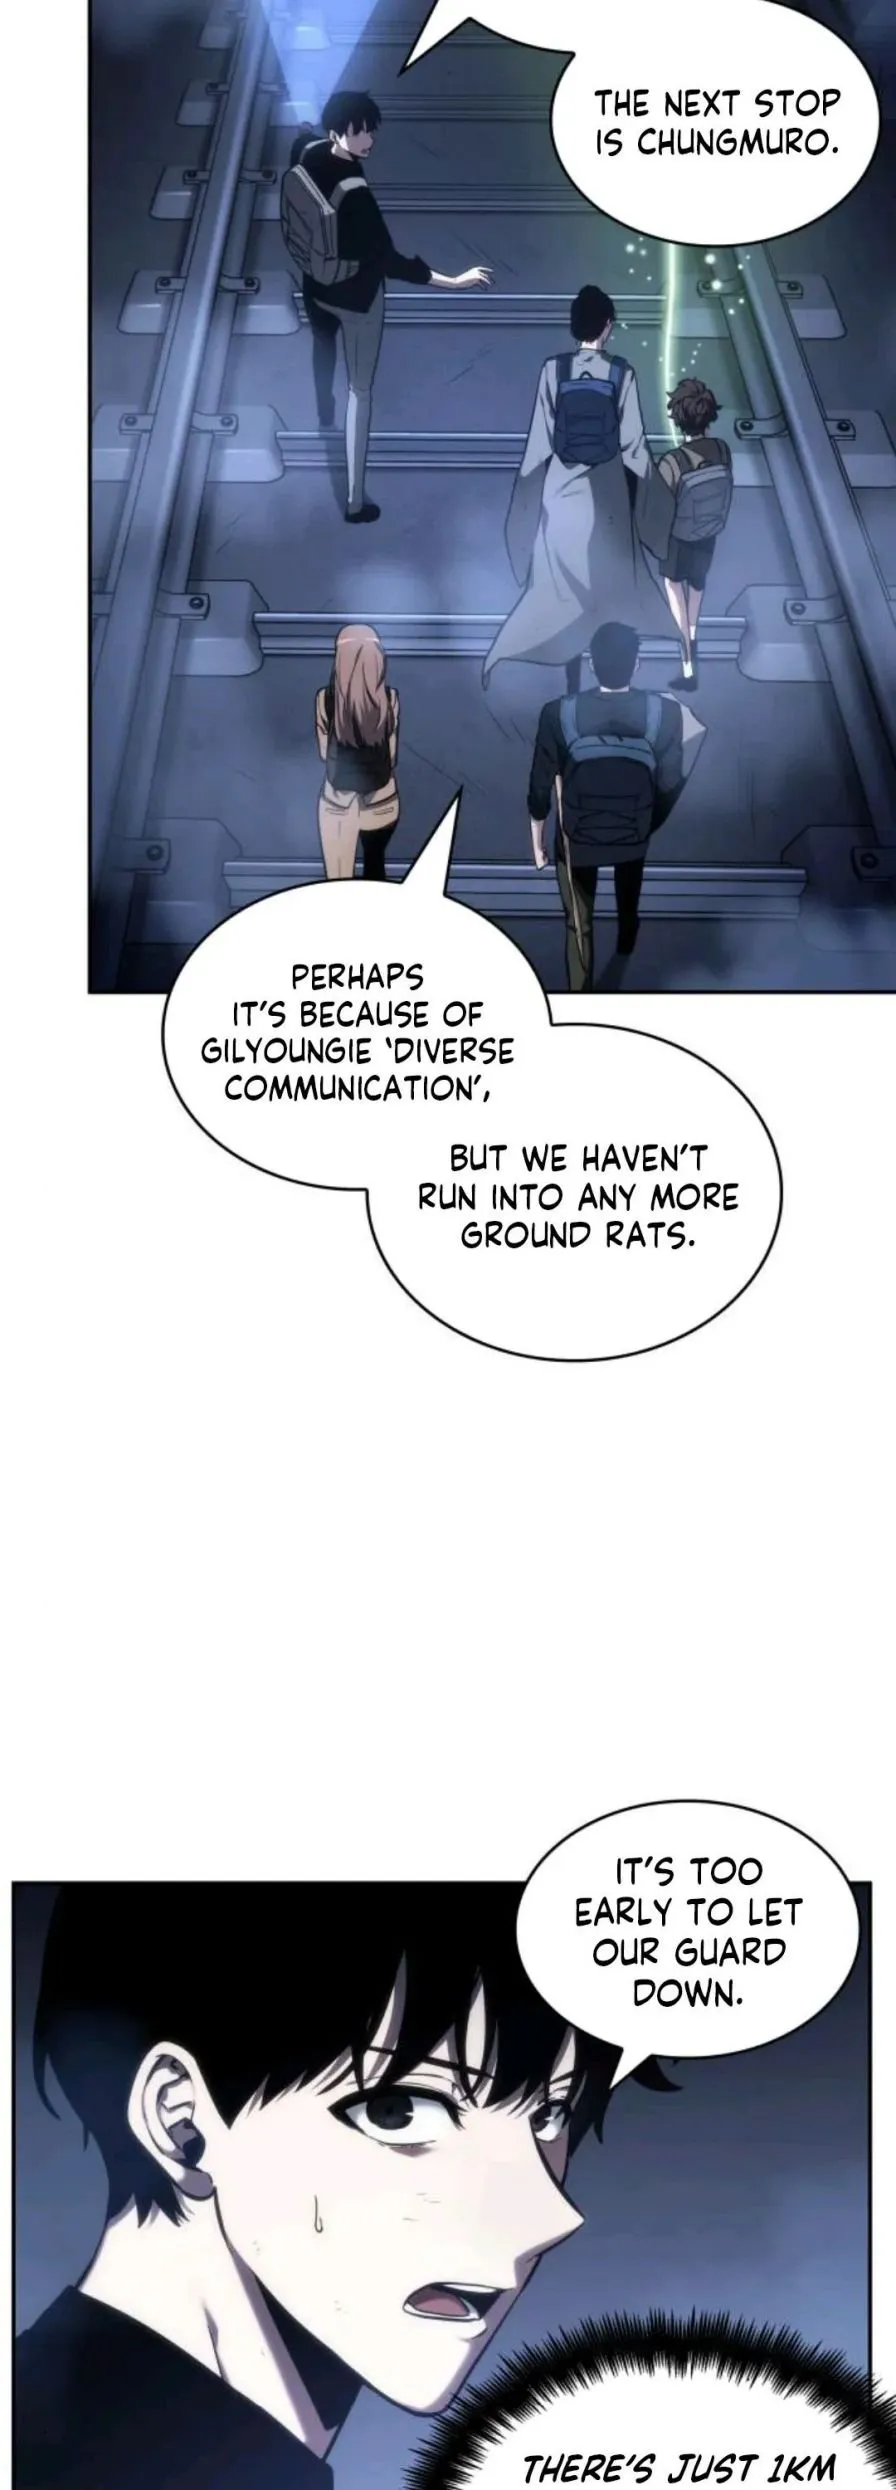 THE NEXT STOP
IS CHUNGMURO.
PERHAPS
IT'S BECAUSE OF
GILYOUNGIE 'DIVERSE
COMMUNICATION',
BUT WE HAVEN'T
RUN INTO ANY MORE
GROUND RATS.
IT'S TOO
EARLY TO LET
OUR GUARD
DOWN.
THERE'S JUST 1KM